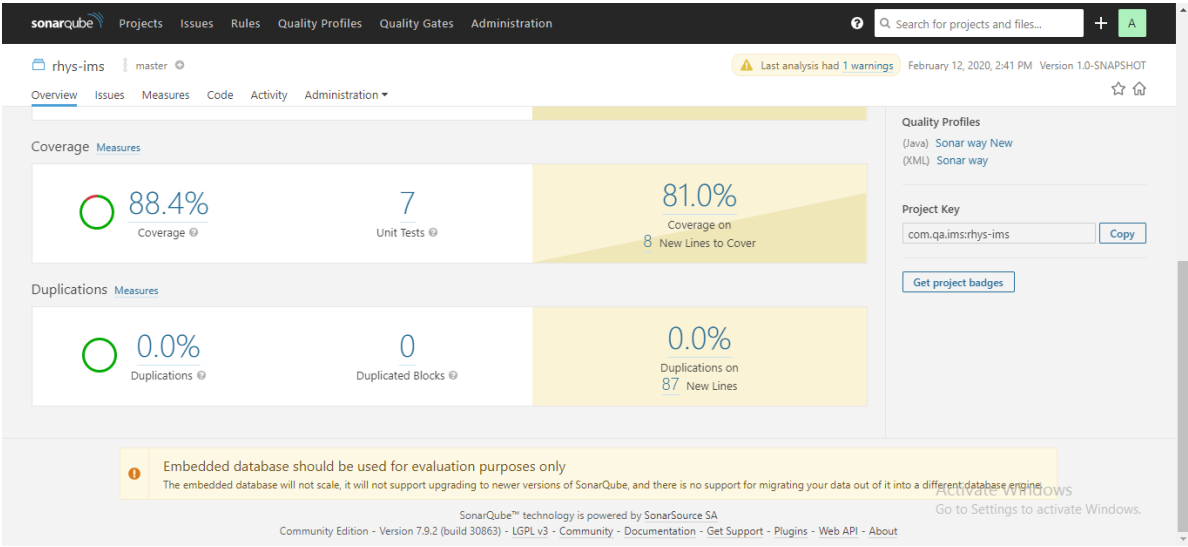 sonarqube Projects Issues Rules Quality Profiles Quality Gates Administration Search for projects and files... A
rhys-ims master Last analysis had 1 warnings February 12, 2020, 2:41 PM Version 1.0-SNAPSHOT
Overview Issues Measures Code Activity Administration
Coverage Measures
88.4%
Coverage
7
Unit Tests
81.0%
Coverage on
8 New Lines to Cover
Duplications Measures
0.0%
Duplications
0
Duplicated Blocks
0.0%
Duplications on
87 New Lines
Quality Profiles
(Java) Sonar way New
(XML) Sonar way
Project Key
com.qa.ims:rhys-ims Copy
Get project badges
Embedded database should be used for evaluation purposes only
The embedded database will not scale, it will not support upgrading to newer versions of SonarQube, and there is no support for migrating your data out of it into a different database engine.
Activate Windows
Go to Settings to activate Windows.
SonarQube™ technology is powered by SonarSource SA
Community Edition - Version 7.9.2 (build 30863) - LGPL v3 - Community - Documentation - Get Support - Plugins - Web API - About